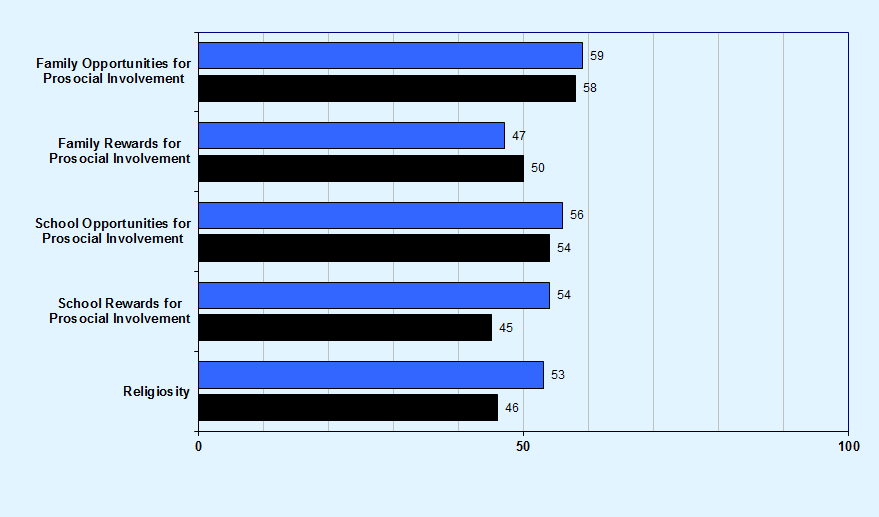 Family Opportunities for
Prosocial Involvement
59
58
Family Rewards for
Prosocial Involvement
47
50
School Opportunities for
Prosocial Involvement
56
54
School Rewards for
Prosocial Involvement
54
45
Religiosity
53
46
0 50 100